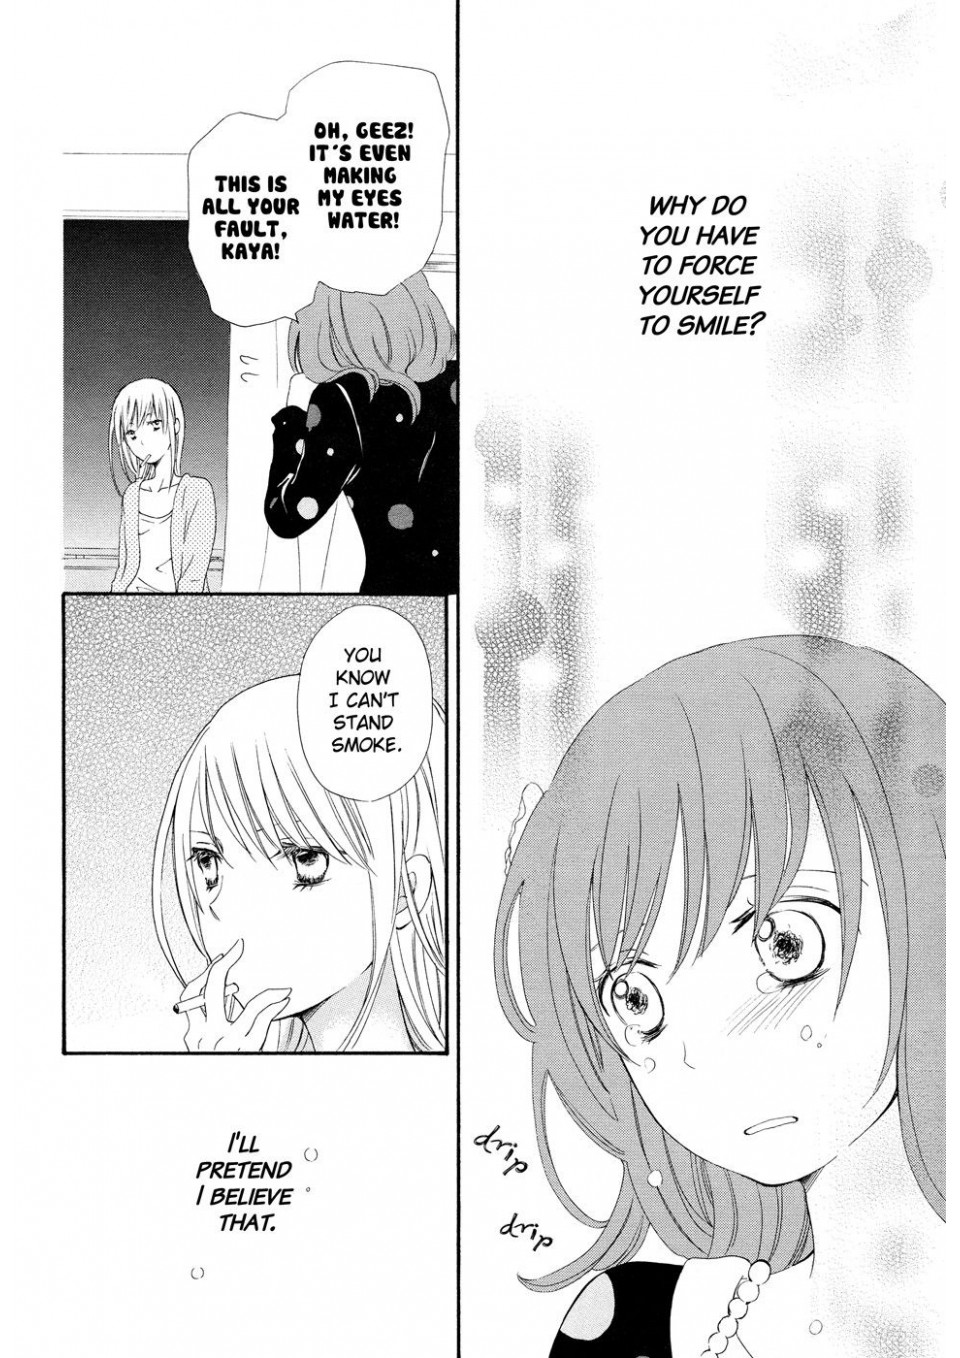 WHY DO
YOU HAVE
TO FORCE
YOURSELF
TO SMILE?
drip
drip
OH, GEEZ!
IT'S EVEN
MAKING
MY EYES
WATER!
THIS IS
ALL YOUR
FAULT,
KAYA!
YOU
KNOW
I CAN'T
STAND
SMOKE.
I'LL
PRETEND
I BELIEVE
THAT.